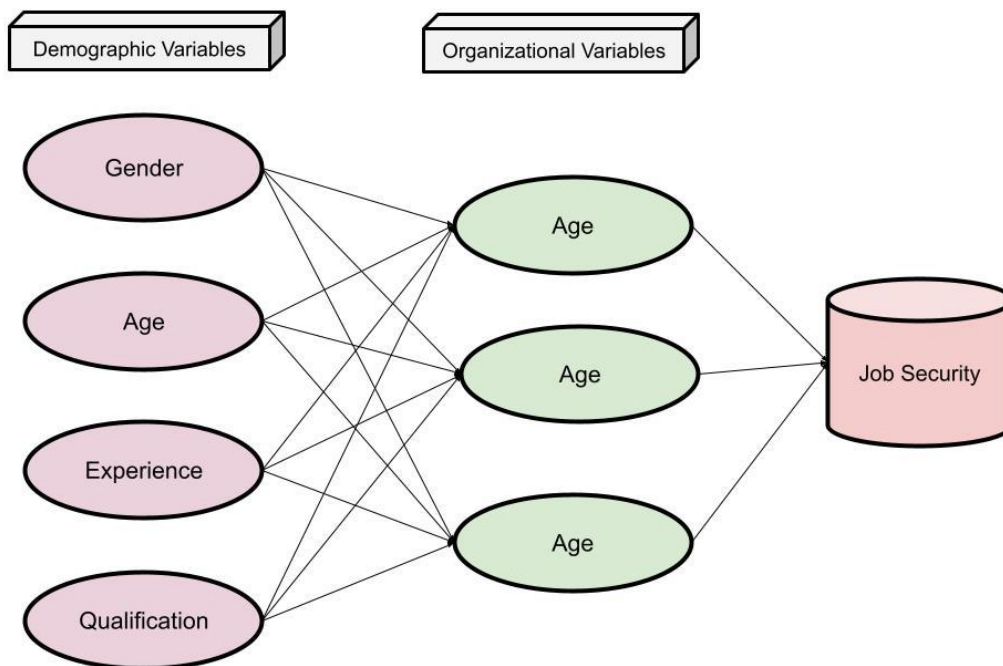 Demographic Variables
Organizational Variables
Gender
Age
Experience
Qualification
Age
Age
Age
Job Security